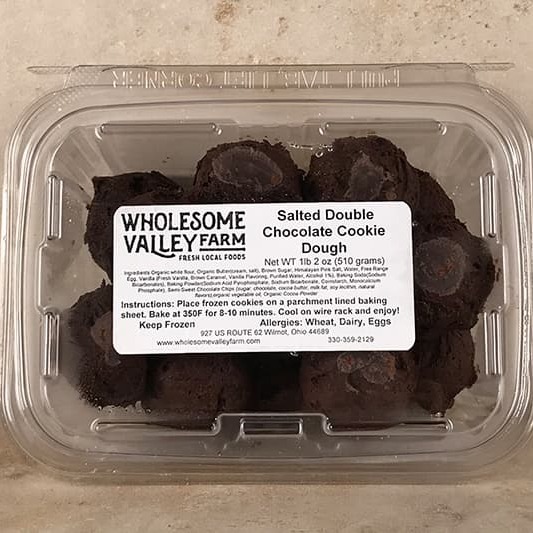 PULL TAB, LIFT CORNER
WHOLESOME
VALLEY FARM
FRESH LOCAL FOODS
Salted Double
Chocolate Cookie
Dough
Net WT 1lb 2 oz (510 grams)
Ingredients Organic white flour, Organic Butter(cream, salt), Brown Sugar, Himalayan Pink Salt, Water, Free Range
Egg, Vanilla (Fresh Vanilla, Brown Caramel, Vanilla Flavoring, Purified Water, Alcohol 1%), Baking Soda(Sodium
Bicarbonate), Baking Powder(Sodium Acid Pyrophosphate, Sodium Bicarbonate, Cornstarch, Monocalcium
Phosphate), Semi Sweet Chocolate Chips (sugar, chocolate, cocoa butter, milk fat, soy lecithin, natural
flavors)organic vegetable oil, Organic Cocoa Powder
Instructions: Place frozen cookies on a parchment lined baking
sheet. Bake at 350F for 8-10 minutes. Cool on wire rack and enjoy!
Keep Frozen Allergies: Wheat, Dairy, Eggs
927 US ROUTE 62 Wilmot, Ohio 44689
www.wholesomevalleyfarm.com 330-359-2129